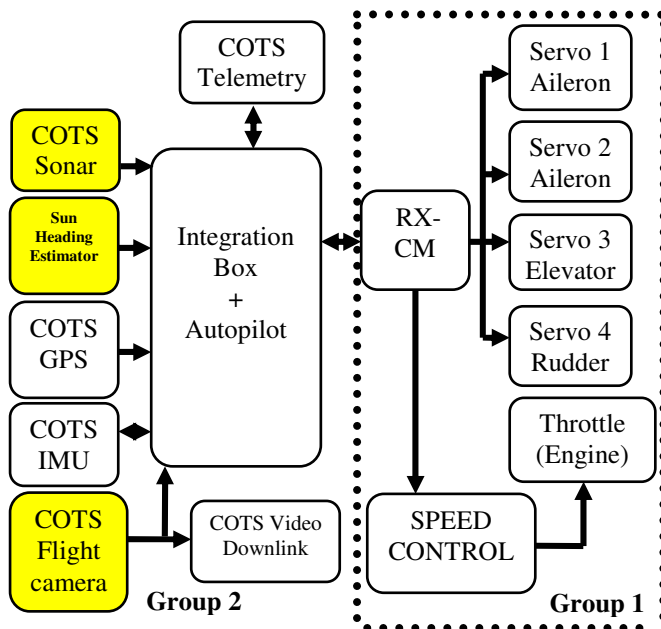 COTS
Telemetry
COTS
Sonar
Sun
Heading
Estimator
COTS
GPS
COTS
IMU
COTS
Flight
camera
Integration
Box
+
Autopilot
COTS Video
Downlink
Group 2
RX-
CM
Servo 1
Aileron
Servo 2
Aileron
Servo 3
Elevator
Servo 4
Rudder
Throttle
(Engine)
SPEED
CONTROL
Group 1